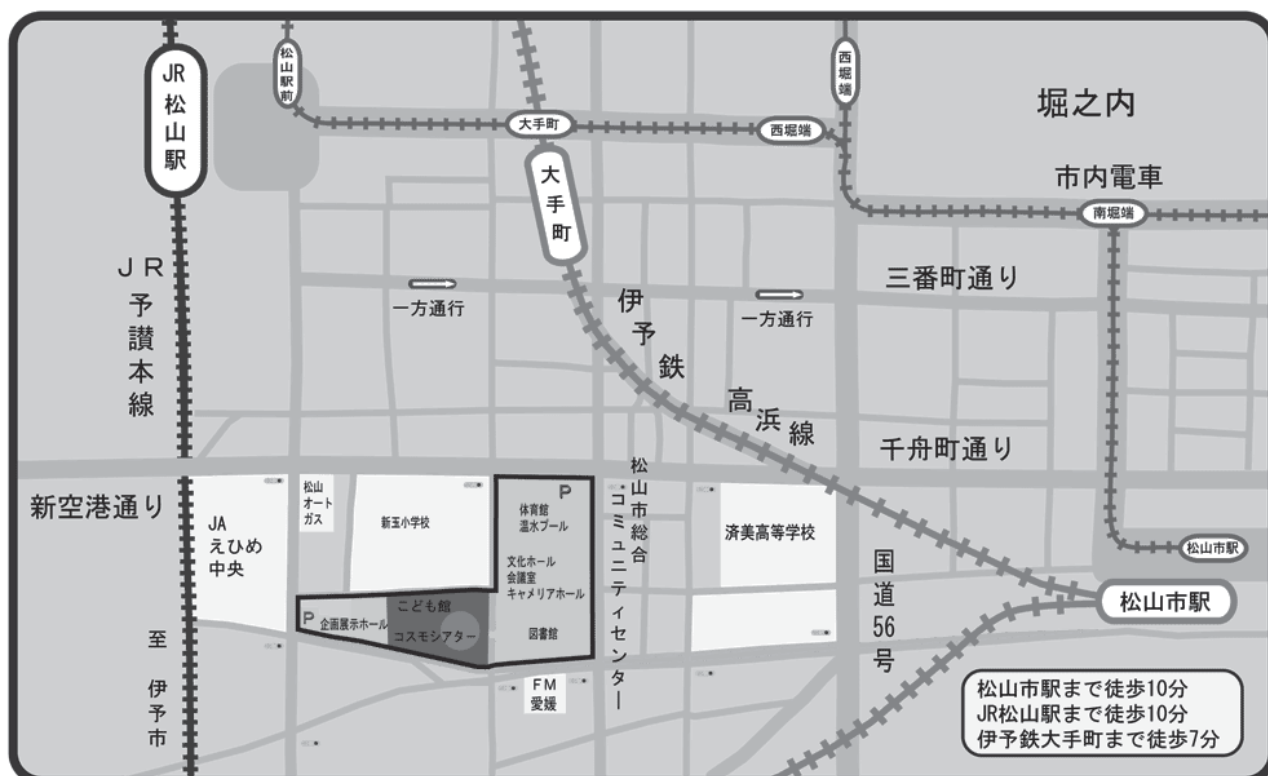 JR松山駅
松山駅前
大手町
西堀端
西堀端
堀之内
市内電車
南堀端
大手町
JR予讃本線
一方通行
伊予鉄
高浜線
一方通行
三番町通り
千舟町通り
新空港通り
JA
えひめ
中央
松山
オート
ガス
新玉小学校
P
体育館
温水プール
文化ホール
会議室
キャメリアホール
図書館
松山市総合
コミュニティセンター
済美高等学校
国道56号
松山市駅
松山市駅
P
企画展示ホール
こども館
コスモシアター
FM
愛媛
至 伊予市
松山市駅まで徒歩10分
JR松山駅まで徒歩10分
伊予鉄大手町まで徒歩7分